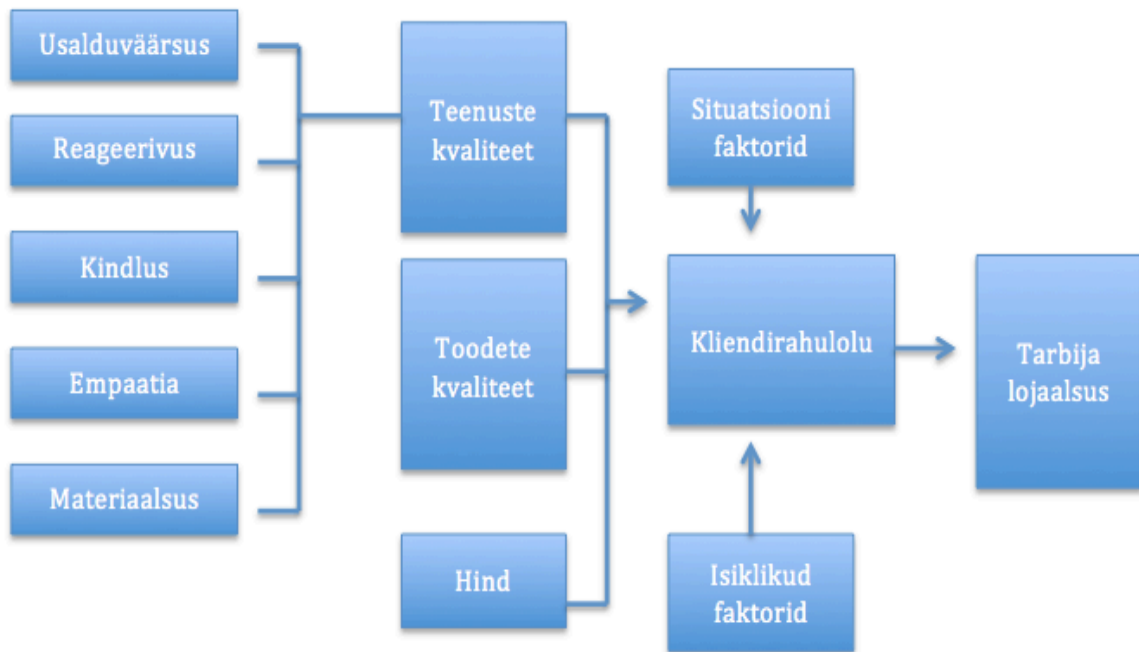 Usalduväärsus
Reageerivus
Kindlus
Empaatia
Materiaalsus
Teenuste
kvaliteet
Toodete
kvaliteet
Hind
Situatsiooni
faktorid
Kliendirahulolu
Isiklikud
faktorid
Tarbija
lojaalsus